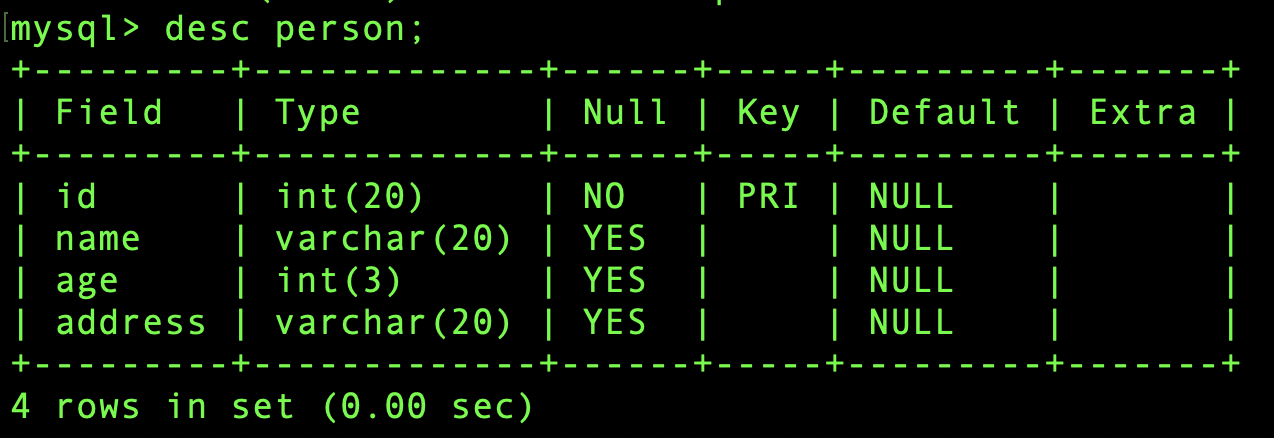 mysql> desc person;
+---------+-------------+------+-----+---------+-------+
| Field   | Type        | Null | Key | Default | Extra |
+---------+-------------+------+-----+---------+-------+
| id      | int(20)     | NO   | PRI | NULL    |       |
| name    | varchar(20) | YES  |     | NULL    |       |
| age     | int(3)      | YES  |     | NULL    |       |
| address | varchar(20) | YES  |     | NULL    |       |
+---------+-------------+------+-----+---------+-------+
4 rows in set (0.00 sec)